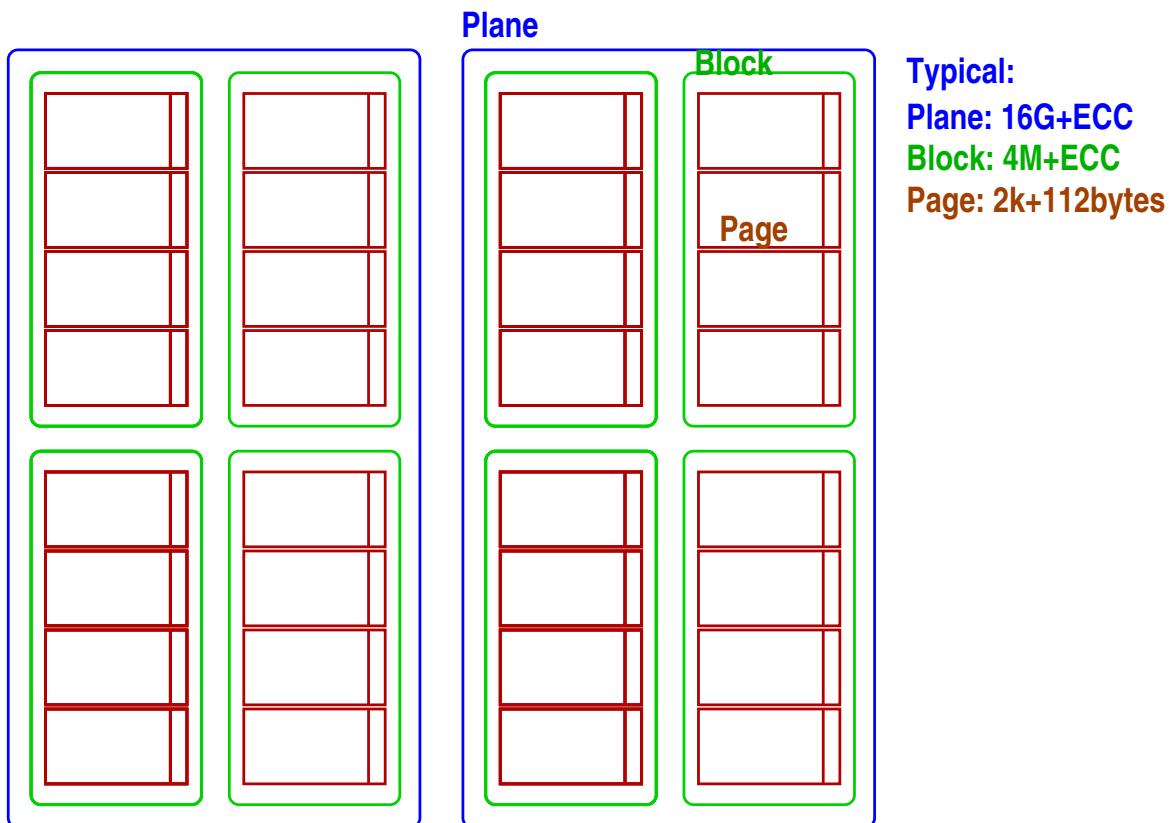 Plane
Block
Page
Typical:
Plane: 16G+ECC
Block: 4M+ECC
Page: 2k+112bytes